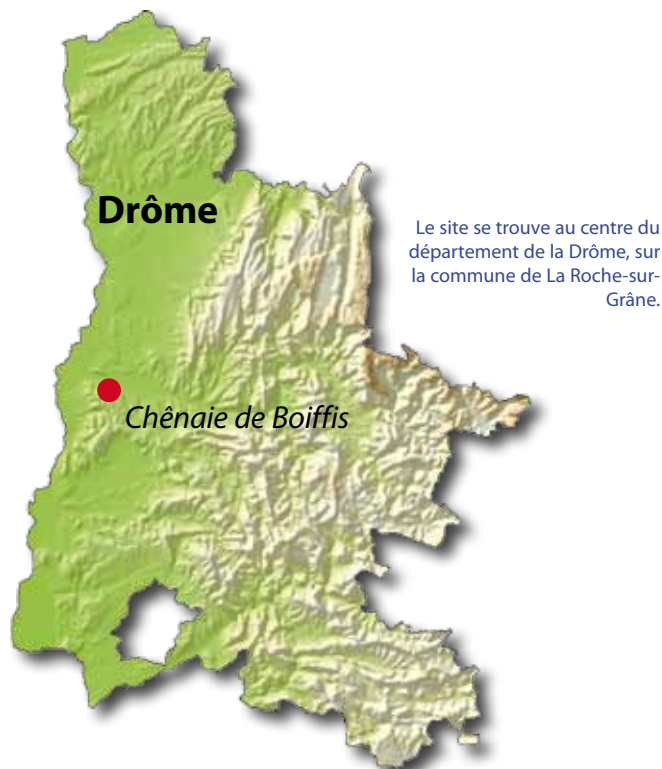 Drôme
Le site se trouve au centre du
département de la Drôme, sur
la commune de La Roche-sur-
Grâne.
Chênaie de Boiffis